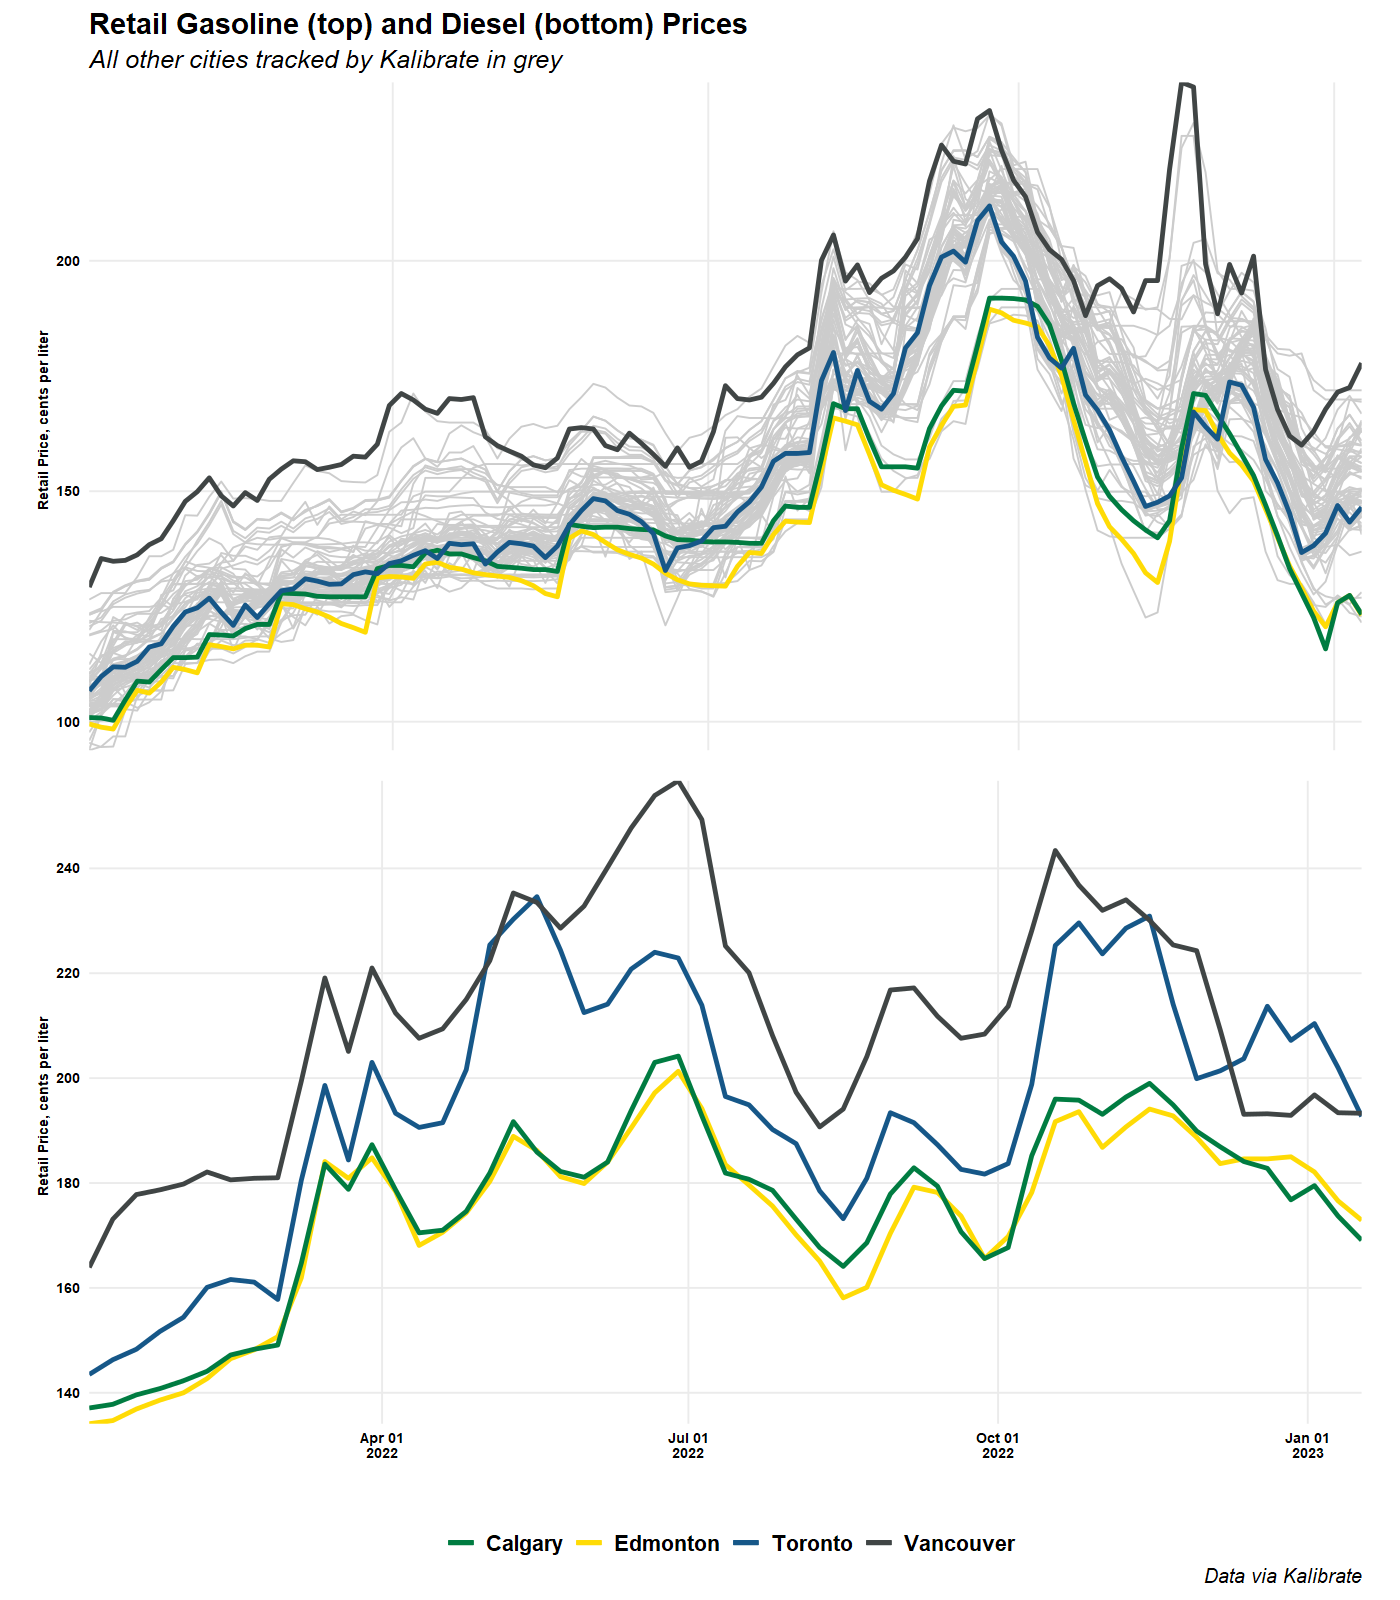 Retail Gasoline (top) and Diesel (bottom) Prices
All other cities tracked by Kalibrate in grey
200
150
100
Retail Price, cents per liter
240
220
200
180
160
140
Retail Price, cents per liter
Apr 01
2022
Jul 01
2022
Oct 01
2022
Jan 01
2023
Calgary Edmonton Toronto Vancouver
Data via Kalibrate